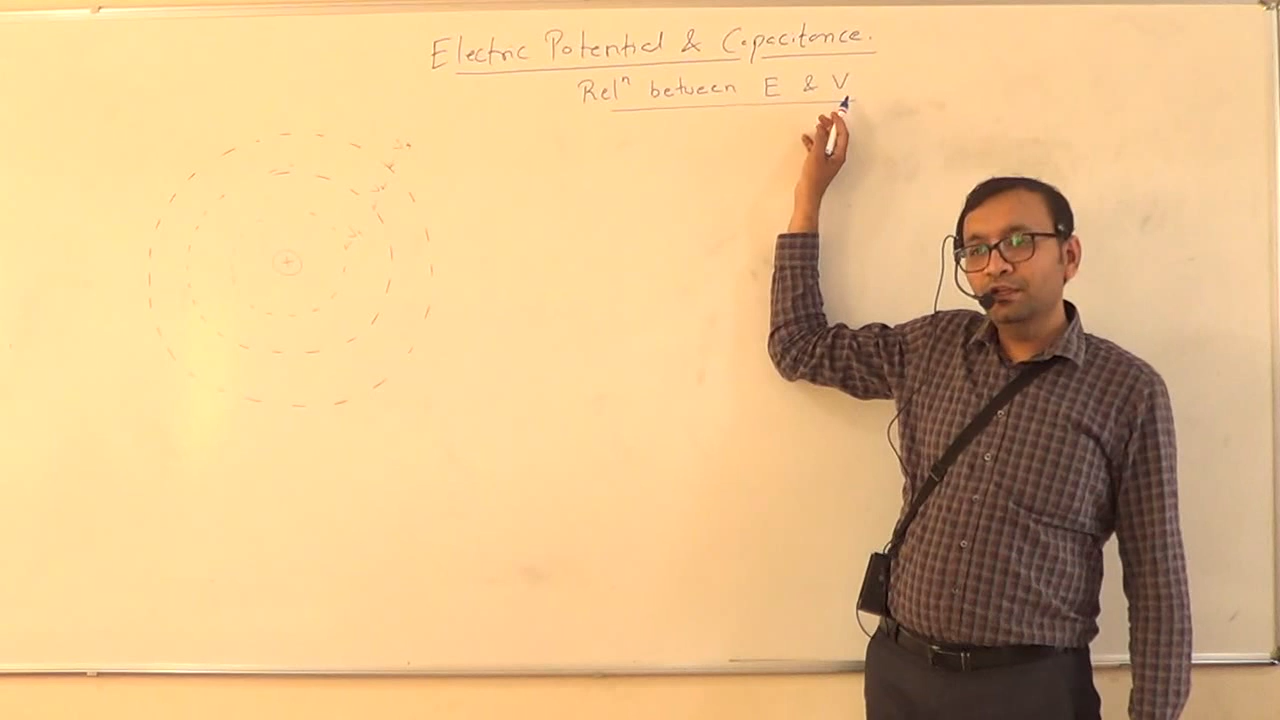 Electric Potential & Capacitance.
Relⁿ between E & V
+